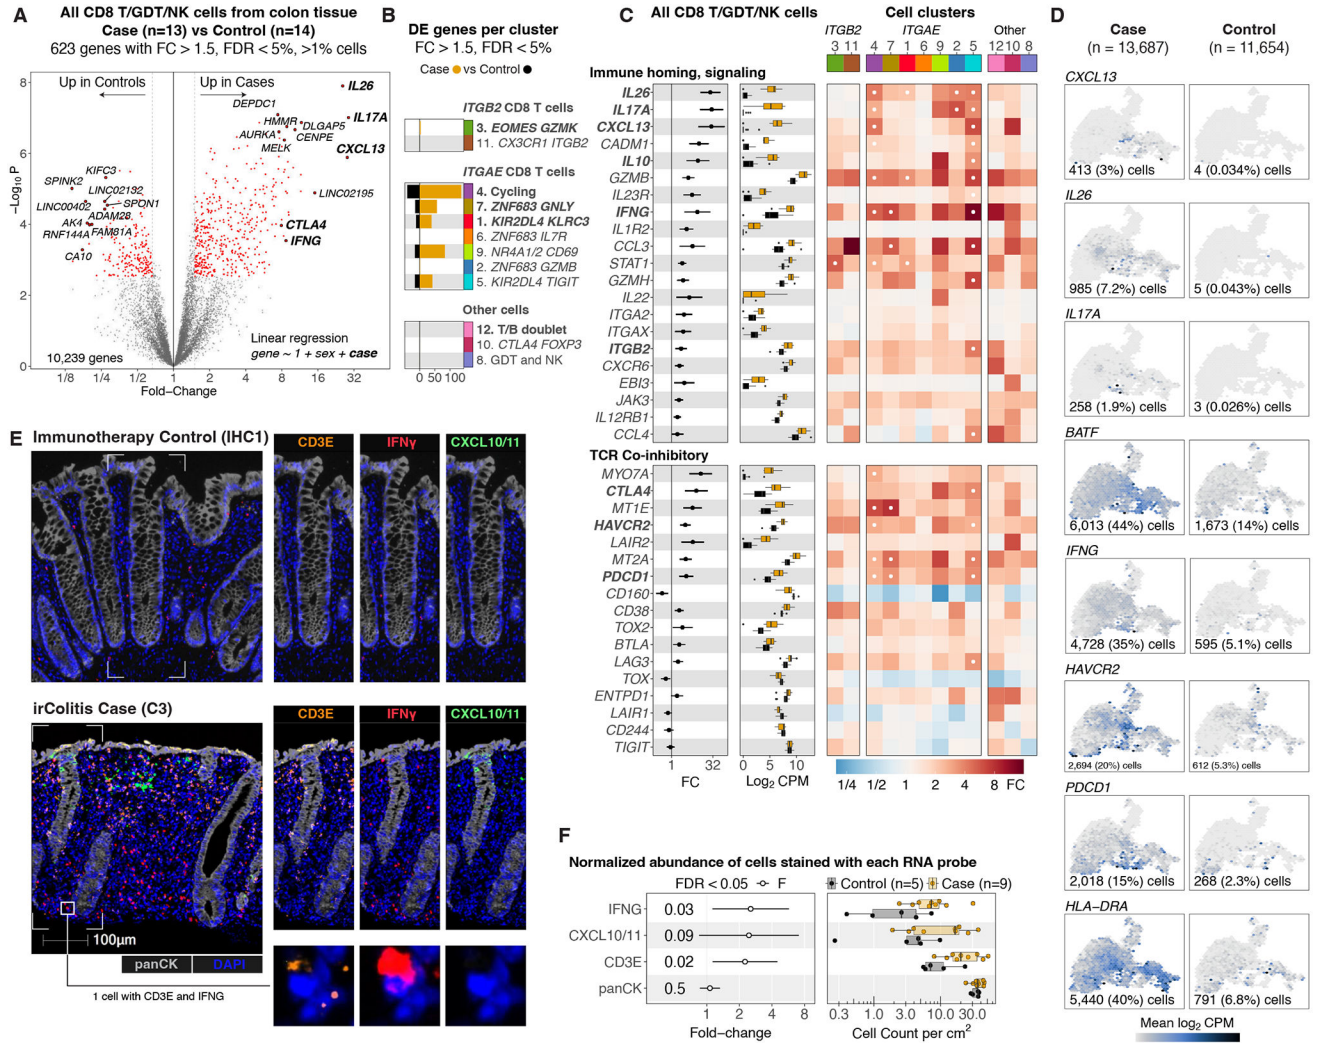 A
All CD8 T/GDT/NK cells from colon tissue
Case (n=13) vs Control (n=14)
623 genes with FC > 1.5, FDR < 5%, >1% cells
Up in Controls
Up in Cases
IL26
DEPDC1
IL17A
HMMR
DLGAP5
AURKA
CENPE
MELK
CXCL13
KIFC3
SPINK2
LINC02132
LINC02195
LINC00402
SPON1
ADAM23
AK4
CTLA4
RNF144A
FAM81A
IFNG
CA10
Linear regression
gene ~ 1 + sex + case
10,239 genes
−Log10 P
8
6
4
2
0
1/8
1/4
1/2
1
2
4
8
16
32
Fold−Change
B
DE genes per cluster
FC > 1.5, FDR < 5%
Case vs Control
ITGB2 CD8 T cells
3. EOMES GZMK
11. CX3CR1 ITGB2
ITGAE CD8 T cells
4. Cycling
7. ZNF683 GNLY
1. KIR2DL4 KLRC3
6. ZNF683 IL7R
9. NR4A1/2 CD69
2. ZNF683 GZMB
5. KIR2DL4 TIGIT
Other cells
12. T/B doublet
10. CTLA4 FOXP3
8. GDT and NK
0 50 100
C
All CD8 T/GDT/NK cells
Cell clusters
ITGB2
ITGAE
Other
3 11
4 7 1 6 9 2 5
12 10 8
Immune homing, signaling
IL26
IL17A
CXCL13
CADM1
IL10
GZMB
IL23R
IFNG
IL1R2
CCL3
STAT1
GZMH
IL22
ITGA2
ITGAX
ITGB2
CXCR6
EBI3
JAK3
IL12RB1
CCL4
TCR Co-inhibitory
MYO7A
CTLA4
MT1E
HAVCR2
LAIR2
MT2A
PDCD1
CD160
CD38
TOX2
BTLA
LAG3
TOX
ENTPD1
LAIR1
CD244
TIGIT
1 32
FC
0 5 10
Log2 CPM
1/4 1/2 1 2 4 8 FC
D
Case
(n = 13,687)
Control
(n = 11,654)
CXCL13
413 (3%) cells
4 (0.034%) cells
IL26
985 (7.2%) cells
5 (0.043%) cells
IL17A
258 (1.9%) cells
3 (0.026%) cells
BATF
6,013 (44%) cells
1,673 (14%) cells
IFNG
4,728 (35%) cells
595 (5.1%) cells
HAVCR2
2,694 (20%) cells
612 (5.3%) cells
PDCD1
2,018 (15%) cells
268 (2.3%) cells
HLA−DRA
5,440 (40%) cells
791 (6.8%) cells
Mean log2 CPM
E
Immunotherapy Control (IHC1)
CD3E
IFNγ
CXCL10/11
irColitis Case (C3)
CD3E
IFNγ
CXCL10/11
100μm
panCK
DAPI
1 cell with CD3E and IFNG
F
Normalized abundance of cells stained with each RNA probe
FDR < 0.05
F
Control (n=5)
Case (n=9)
IFNG
0.03
CXCL10/11
0.09
CD3E
0.02
panCK
0.5
1 2 4 8
Fold−change
0.3 1.0 3.0 10.0 30.0
Cell Count per cm2